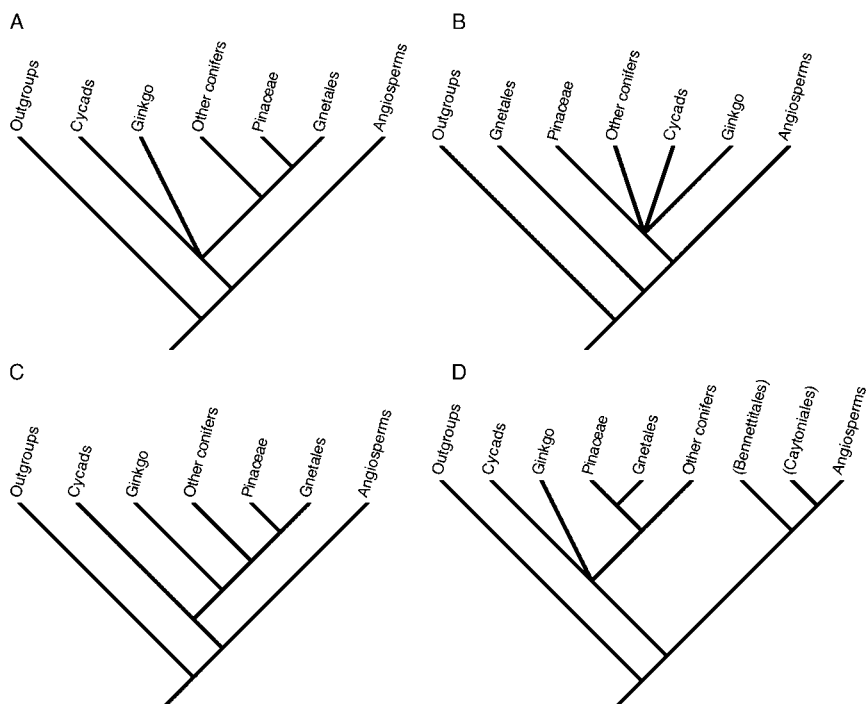 A
Outgroups
Cycads
Ginkgo
Other conifers
Pinaceae
Gnetales
Angiosperms
B
Outgroups
Gnetales
Pinaceae
Other conifers
Cycads
Ginkgo
Angiosperms
C
Outgroups
Cycads
Ginkgo
Other conifers
Pinaceae
Gnetales
Angiosperms
D
Outgroups
Cycads
Ginkgo
Pinaceae
Gnetales
Other conifers
(Bennettitales)
(Caytoniales)
Angiosperms